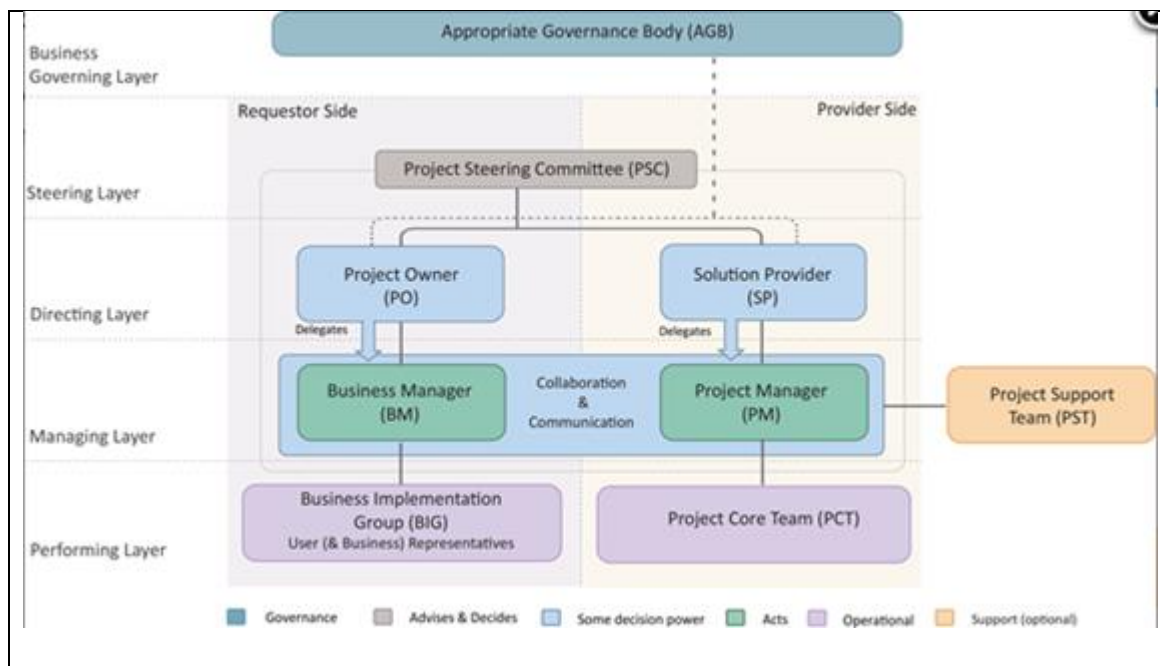 Appropriate Governance Body (AGB)
Business
Governing Layer
Requestor Side
Provider Side
Project Steering Committee (PSC)
Steering Layer
Project Owner
(PO)
Solution Provider
(SP)
Directing Layer
Delegates
Delegates
Business Manager
(BM)
Collaboration
&
Communication
Project Manager
(PM)
Project Support
Team (PST)
Managing Layer
Business Implementation
Group (BIG)
User (& Business) Representatives
Project Core Team (PCT)
Performing Layer
Governance
Advises & Decides
Some decision power
Acts
Operational
Support (optional)